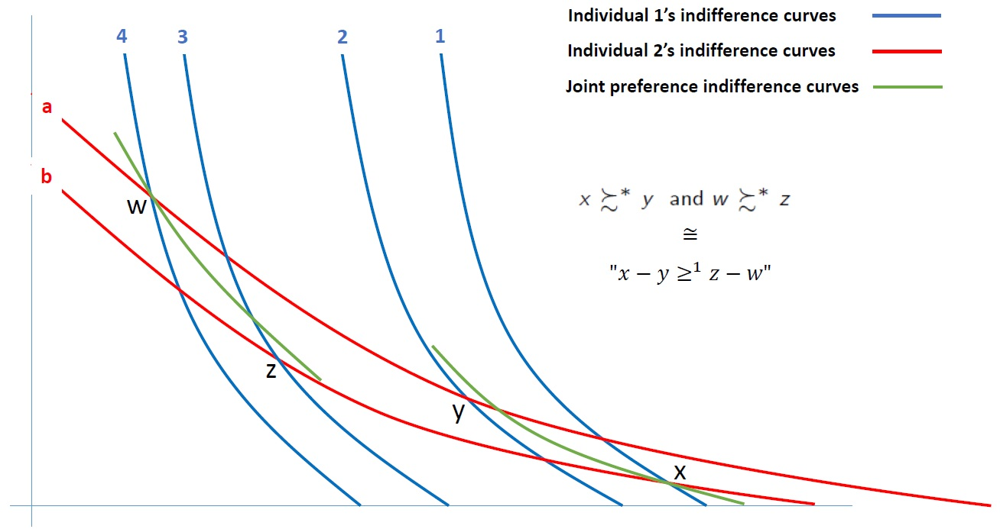 4 3 2 1
Individual 1's indifference curves
Individual 2's indifference curves
Joint preference indifference curves
a
b
w
x ≿* y and w ≿* z
≅
"x − y ≥¹ z − w"
z
y
x